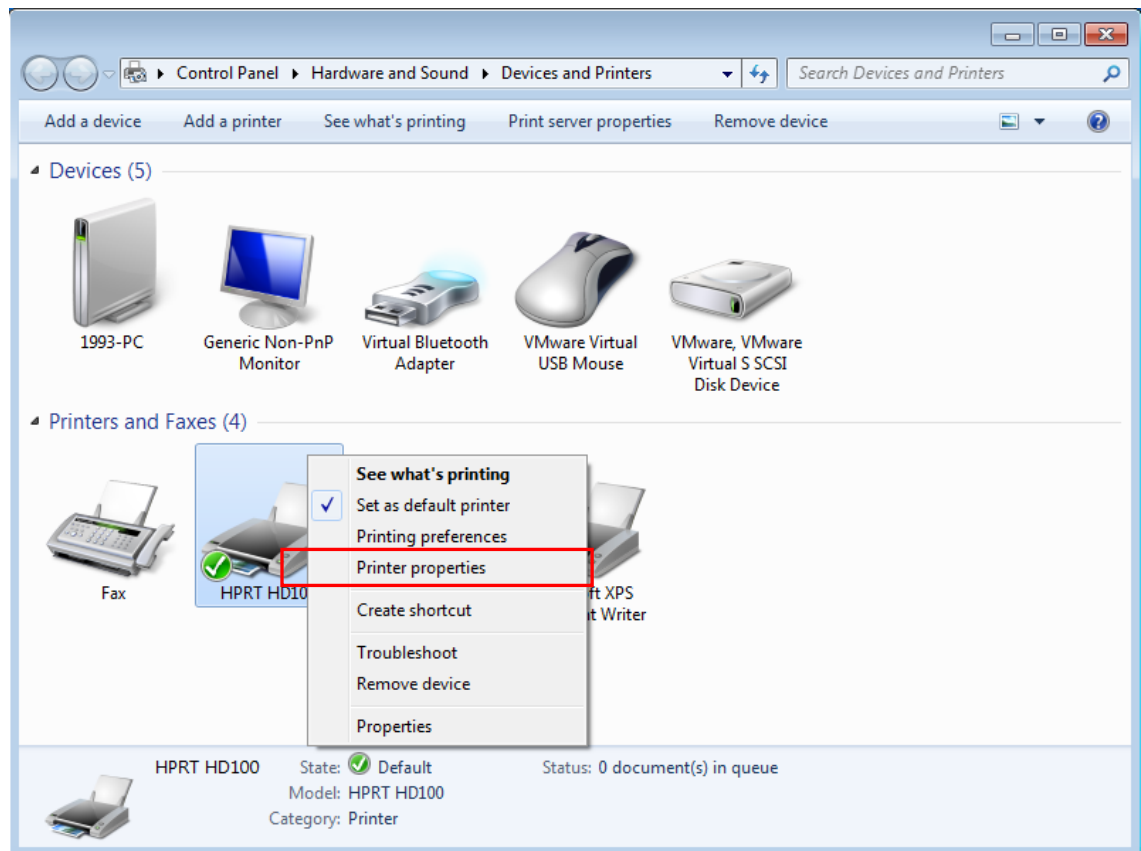 Control Panel Hardware and Sound Devices and Printers
Search Devices and Printers
Add a device Add a printer See what's printing Print server properties Remove device
Devices (5)
1993-PC
Generic Non-PnP
Monitor
Virtual Bluetooth
Adapter
VMware Virtual
USB Mouse
VMware, VMware
Virtual S SCSI
Disk Device
Printers and Faxes (4)
Fax
HPRT HD10
ft XPS
t Writer
See what's printing
Set as default printer
Printing preferences
Printer properties
Create shortcut
Troubleshoot
Remove device
Properties
HPRT HD100 State: Default Status: 0 document(s) in queue
Model: HPRT HD100
Category: Printer